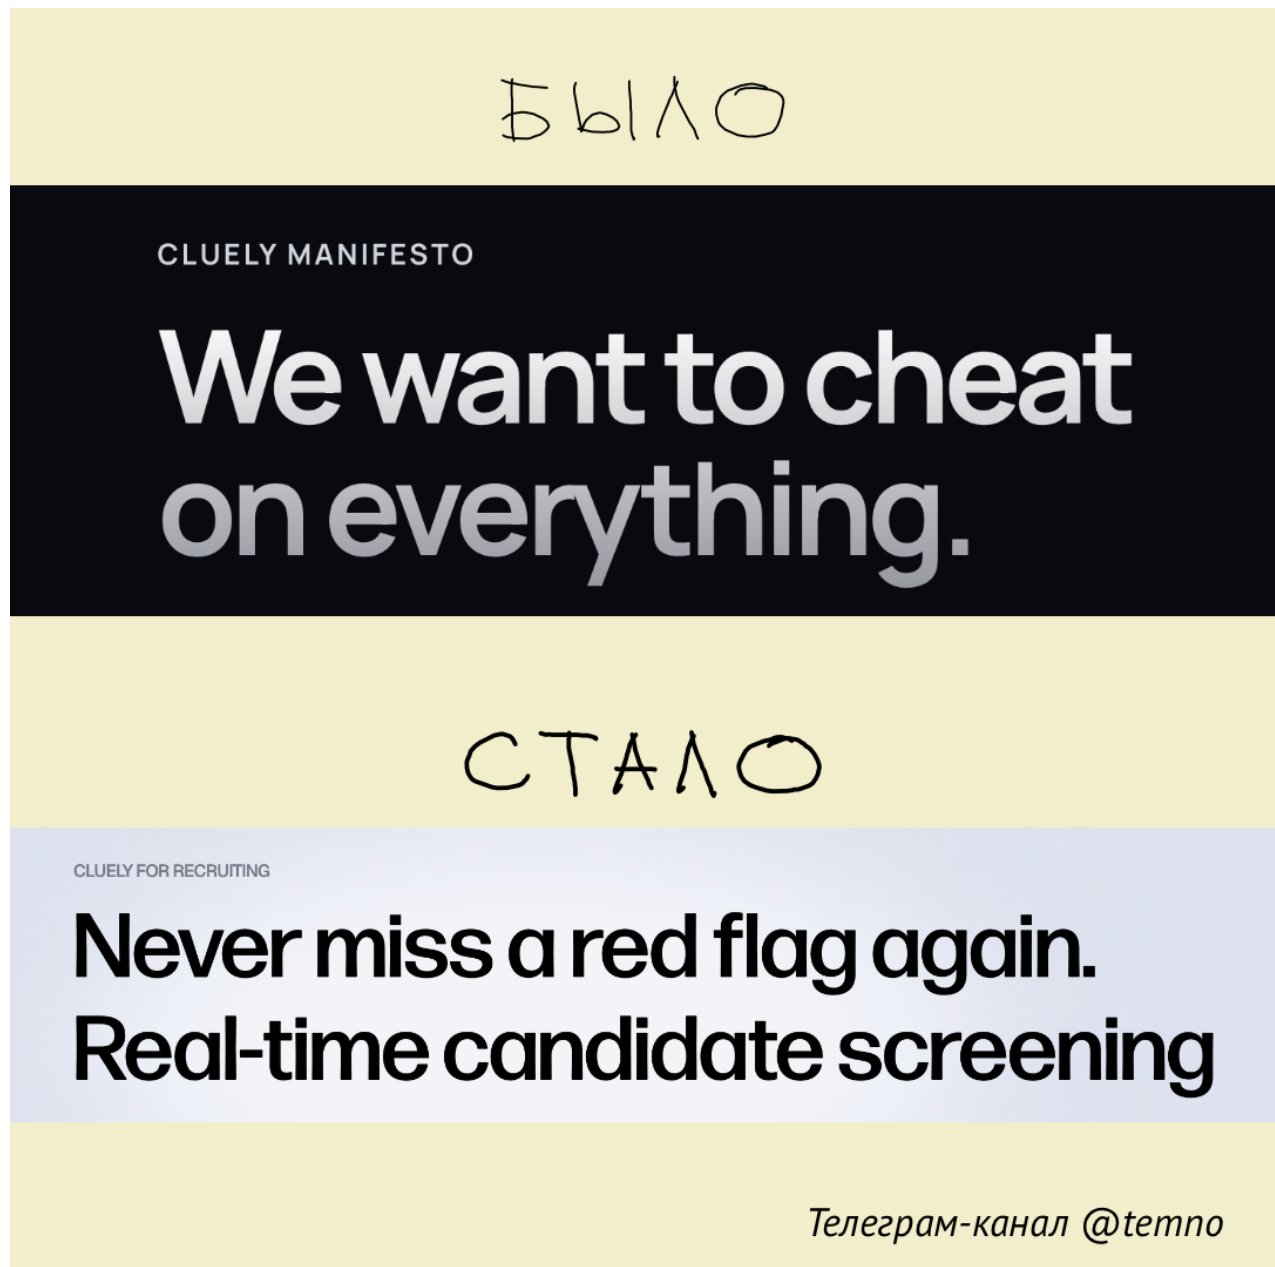 БЫЛО
CLUELY MANIFESTO
We want to cheat
on everything.
СТАЛО
CLUELY FOR RECRUITING
Never miss a red flag again.
Real-time candidate screening
Телеграм-канал @temno